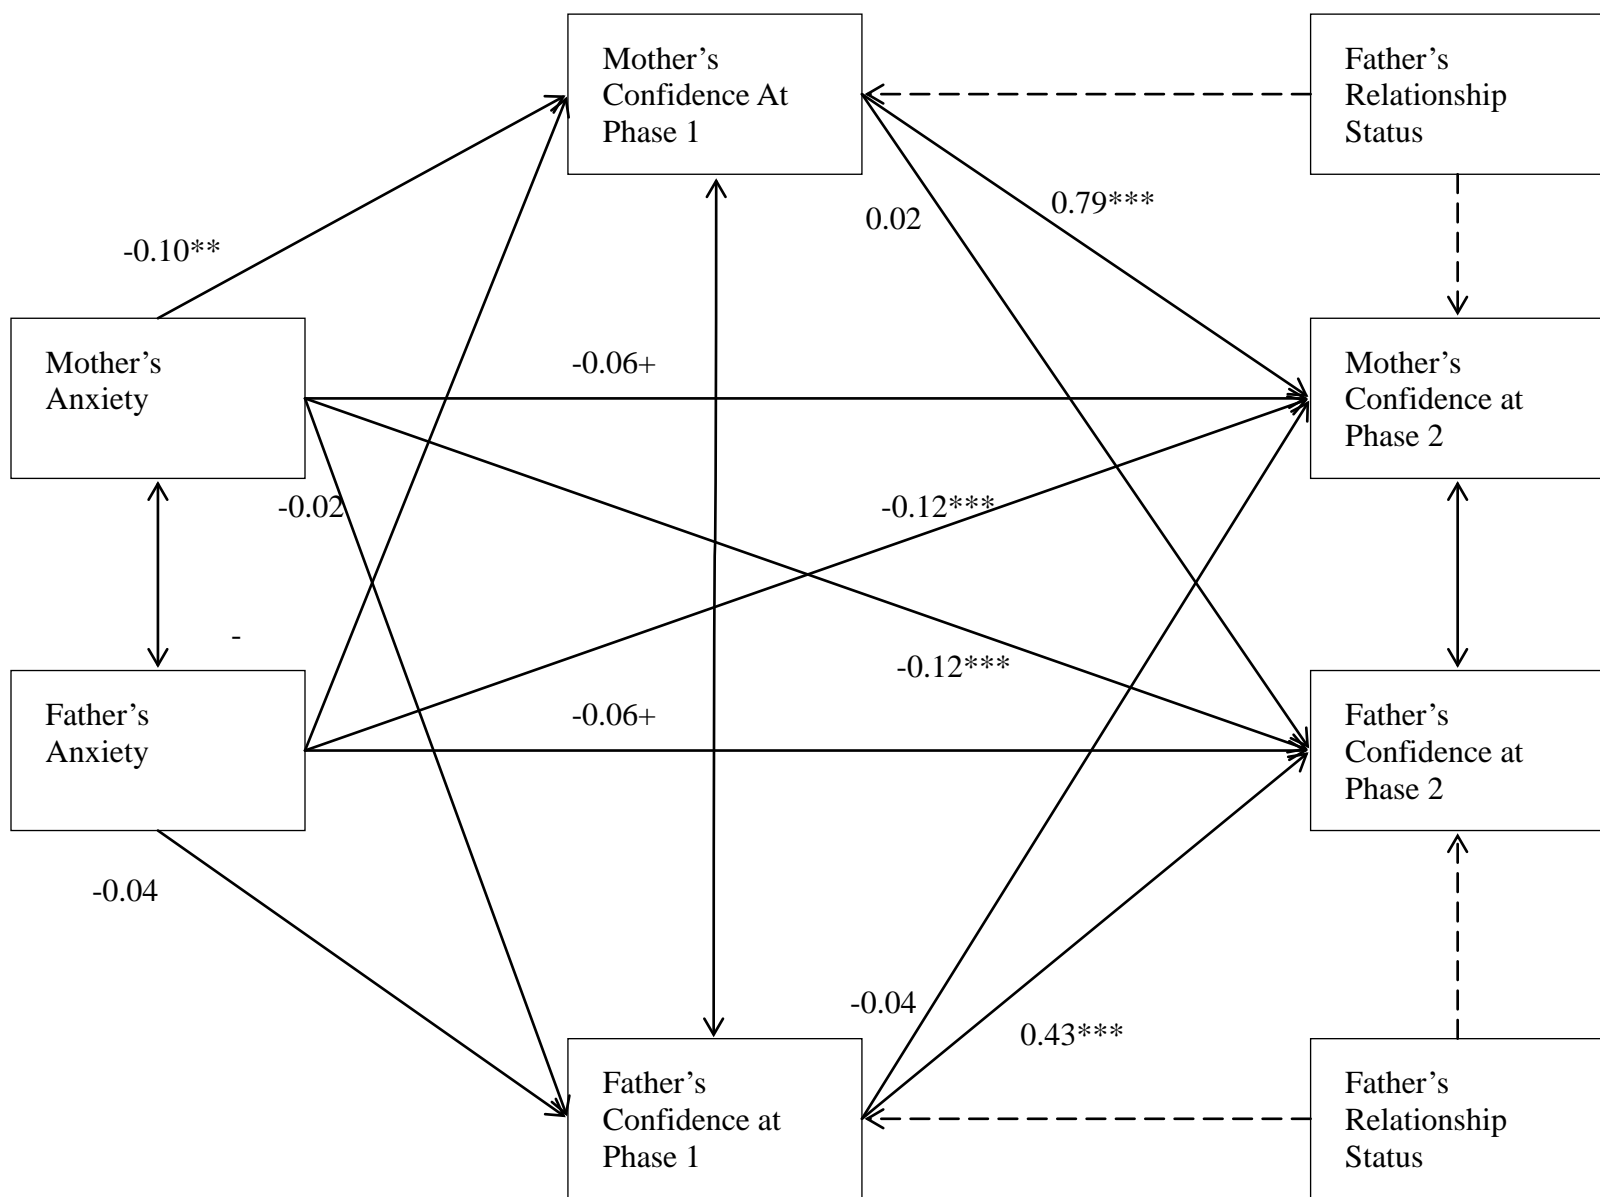 Mother’s
Confidence At
Phase 1
Father’s
Relationship
Status
0.79***
0.02
-0.10**
Mother’s
Anxiety
-0.06+
Mother’s
Confidence at
Phase 2
-0.02
-0.12***
-
-0.12***
Father’s
Anxiety
-0.06+
Father’s
Confidence at
Phase 2
-0.04
-0.04
0.43***
Father’s
Confidence at
Phase 1
Father’s
Relationship
Status